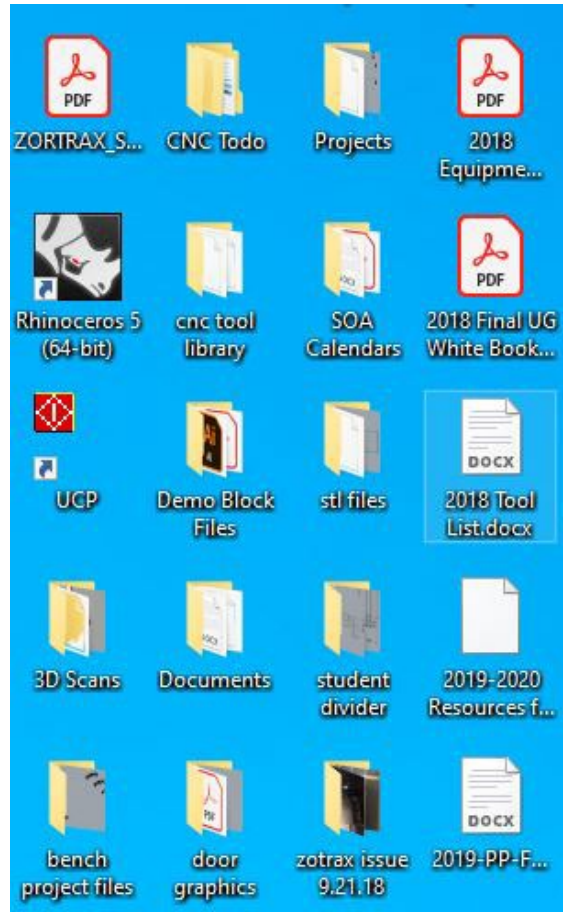 PDF
PDF
ZORTRAX_S... CNC Todo Projects 2018
Equipme...
PDF
Rhinoceros 5 cnc tool SOA 2018 Final UG
(64-bit) library Calendars White Book...
Ai
DOCX
UCP Demo Block stl files 2018 Tool
Files List.docx
3D Scans Documents student 2019-2020
divider Resources f...
PDF
DOCX
bench door zotrax issue 2019-PP-F...
project files graphics 9.21.18